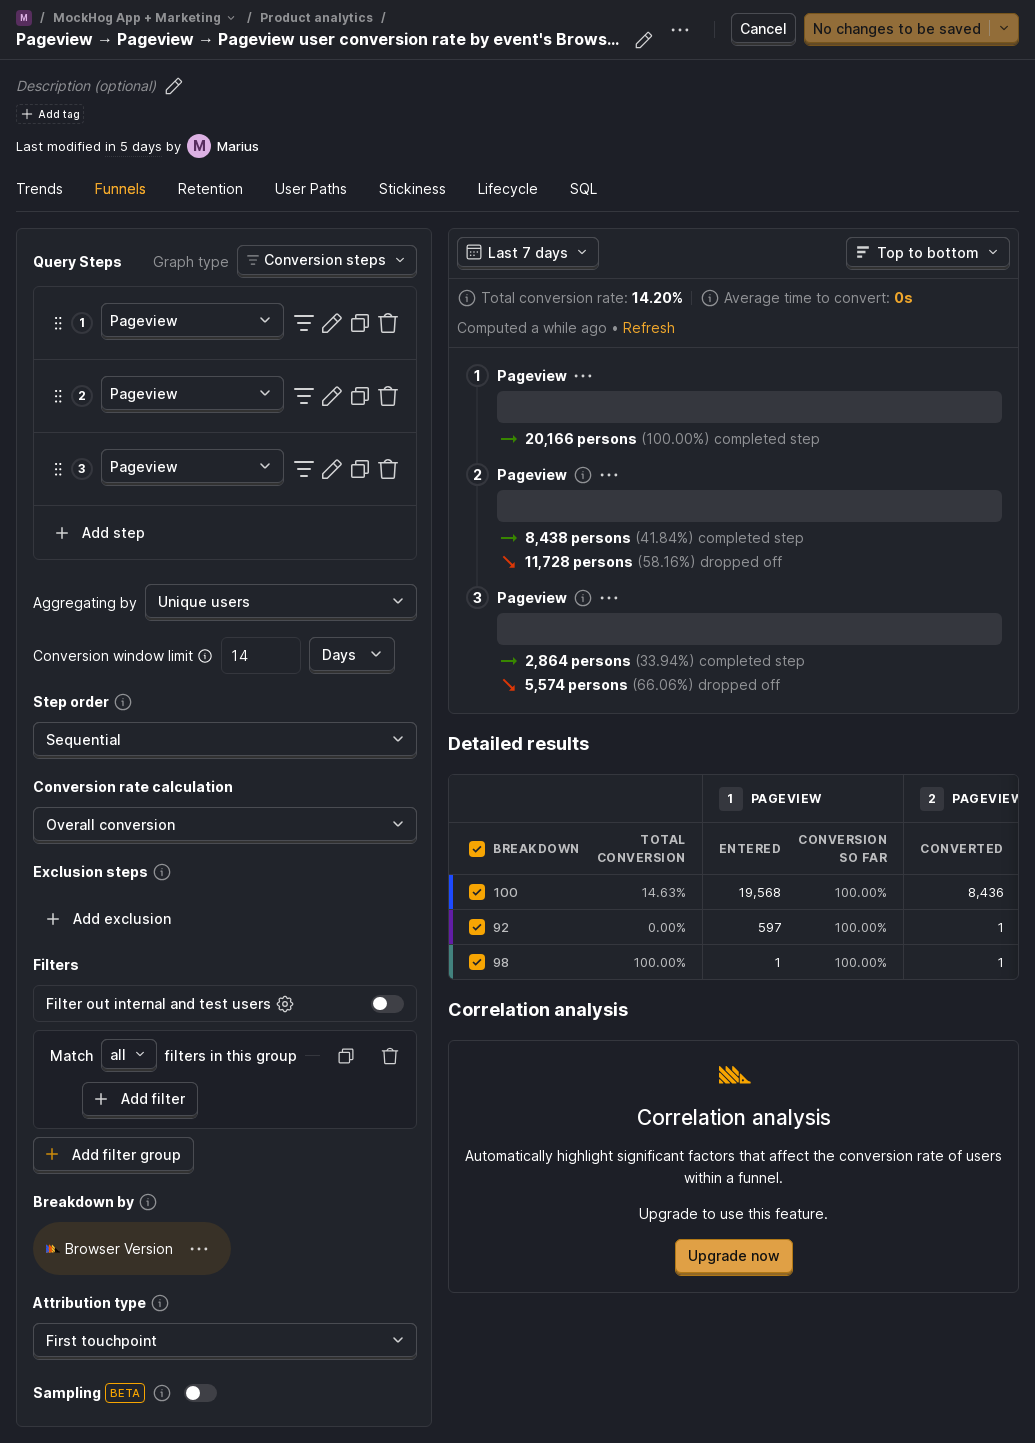 M / MockHog App + Marketing / Product analytics /
Pageview → Pageview → Pageview user conversion rate by event's Brows...
Cancel
No changes to be saved
Description (optional)
Add tag
Last modified in 5 days by M Marius
Trends Funnels Retention User Paths Stickiness Lifecycle SQL
Query Steps Graph type Conversion steps
1 Pageview
2 Pageview
3 Pageview
Add step
Aggregating by Unique users
Conversion window limit 14 Days
Step order
Sequential
Conversion rate calculation
Overall conversion
Exclusion steps
Add exclusion
Filters
Filter out internal and test users
Match all filters in this group
Add filter
Add filter group
Breakdown by
Browser Version
Attribution type
First touchpoint
Sampling BETA
Last 7 days Top to bottom
Total conversion rate: 14.20% Average time to convert: 0s
Computed a while ago • Refresh
1 Pageview
20,166 persons (100.00%) completed step
2 Pageview
8,438 persons (41.84%) completed step
11,728 persons (58.16%) dropped off
3 Pageview
2,864 persons (33.94%) completed step
5,574 persons (66.06%) dropped off
Detailed results
1 PAGEVIEW 2 PAGEVIEW
BREAKDOWN TOTAL CONVERSION ENTERED CONVERSION SO FAR CONVERTED
100 14.63% 19,568 100.00% 8,436
92 0.00% 597 100.00% 1
98 100.00% 1 100.00% 1
Correlation analysis
Correlation analysis
Automatically highlight significant factors that affect the conversion rate of users
within a funnel.
Upgrade to use this feature.
Upgrade now